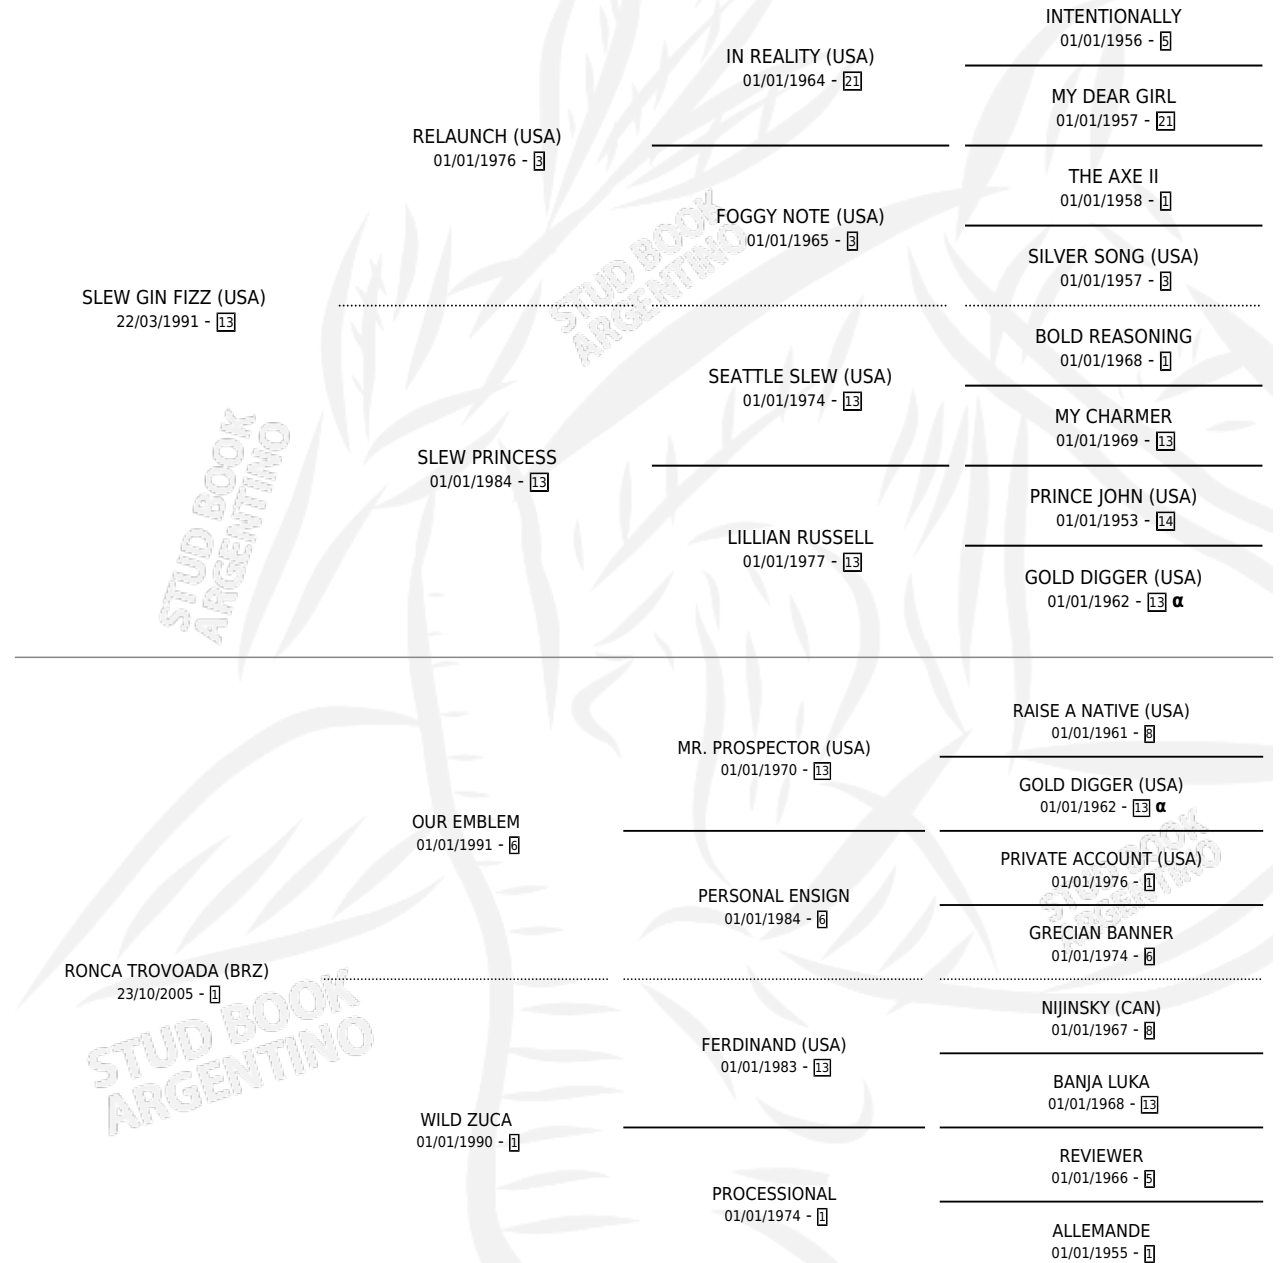 INTENTIONALLY
01/01/1956 - 5
IN REALITY (USA)
01/01/1964 - 21
MY DEAR GIRL
01/01/1957 - 21
RELAUNCH (USA)
01/01/1976 - 3
THE AXE II
01/01/1958 - 1
FOGGY NOTE (USA)
01/01/1965 - 3
SILVER SONG (USA)
01/01/1957 - 3
SLEW GIN FIZZ (USA)
22/03/1991 - 13
BOLD REASONING
01/01/1968 - 1
SEATTLE SLEW (USA)
01/01/1974 - 13
MY CHARMER
01/01/1969 - 13
SLEW PRINCESS
01/01/1984 - 13
PRINCE JOHN (USA)
01/01/1953 - 14
LILLIAN RUSSELL
01/01/1977 - 13
GOLD DIGGER (USA)
01/01/1962 - 13 α
RAISE A NATIVE (USA)
01/01/1961 - 8
MR. PROSPECTOR (USA)
01/01/1970 - 13
GOLD DIGGER (USA)
01/01/1962 - 13 α
OUR EMBLEM
01/01/1991 - 6
PRIVATE ACCOUNT (USA)
01/01/1976 - 1
PERSONAL ENSIGN
01/01/1984 - 6
GRECIAN BANNER
01/01/1974 - 6
RONCA TROVOADA (BRZ)
23/10/2005 - 1
NIJINSKY (CAN)
01/01/1967 - 8
FERDINAND (USA)
01/01/1983 - 13
BANJA LUKA
01/01/1968 - 13
WILD ZUCA
01/01/1990 - 1
REVIEWER
01/01/1966 - 5
PROCESSIONAL
01/01/1974 - 1
ALLEMANDE
01/01/1955 - 1
STUD BOOK
ARGENTINO
STUD BOOK
ARGENTINO
STUD BOOK
ARGENTINO
STUD BOOK
ARGENTINO